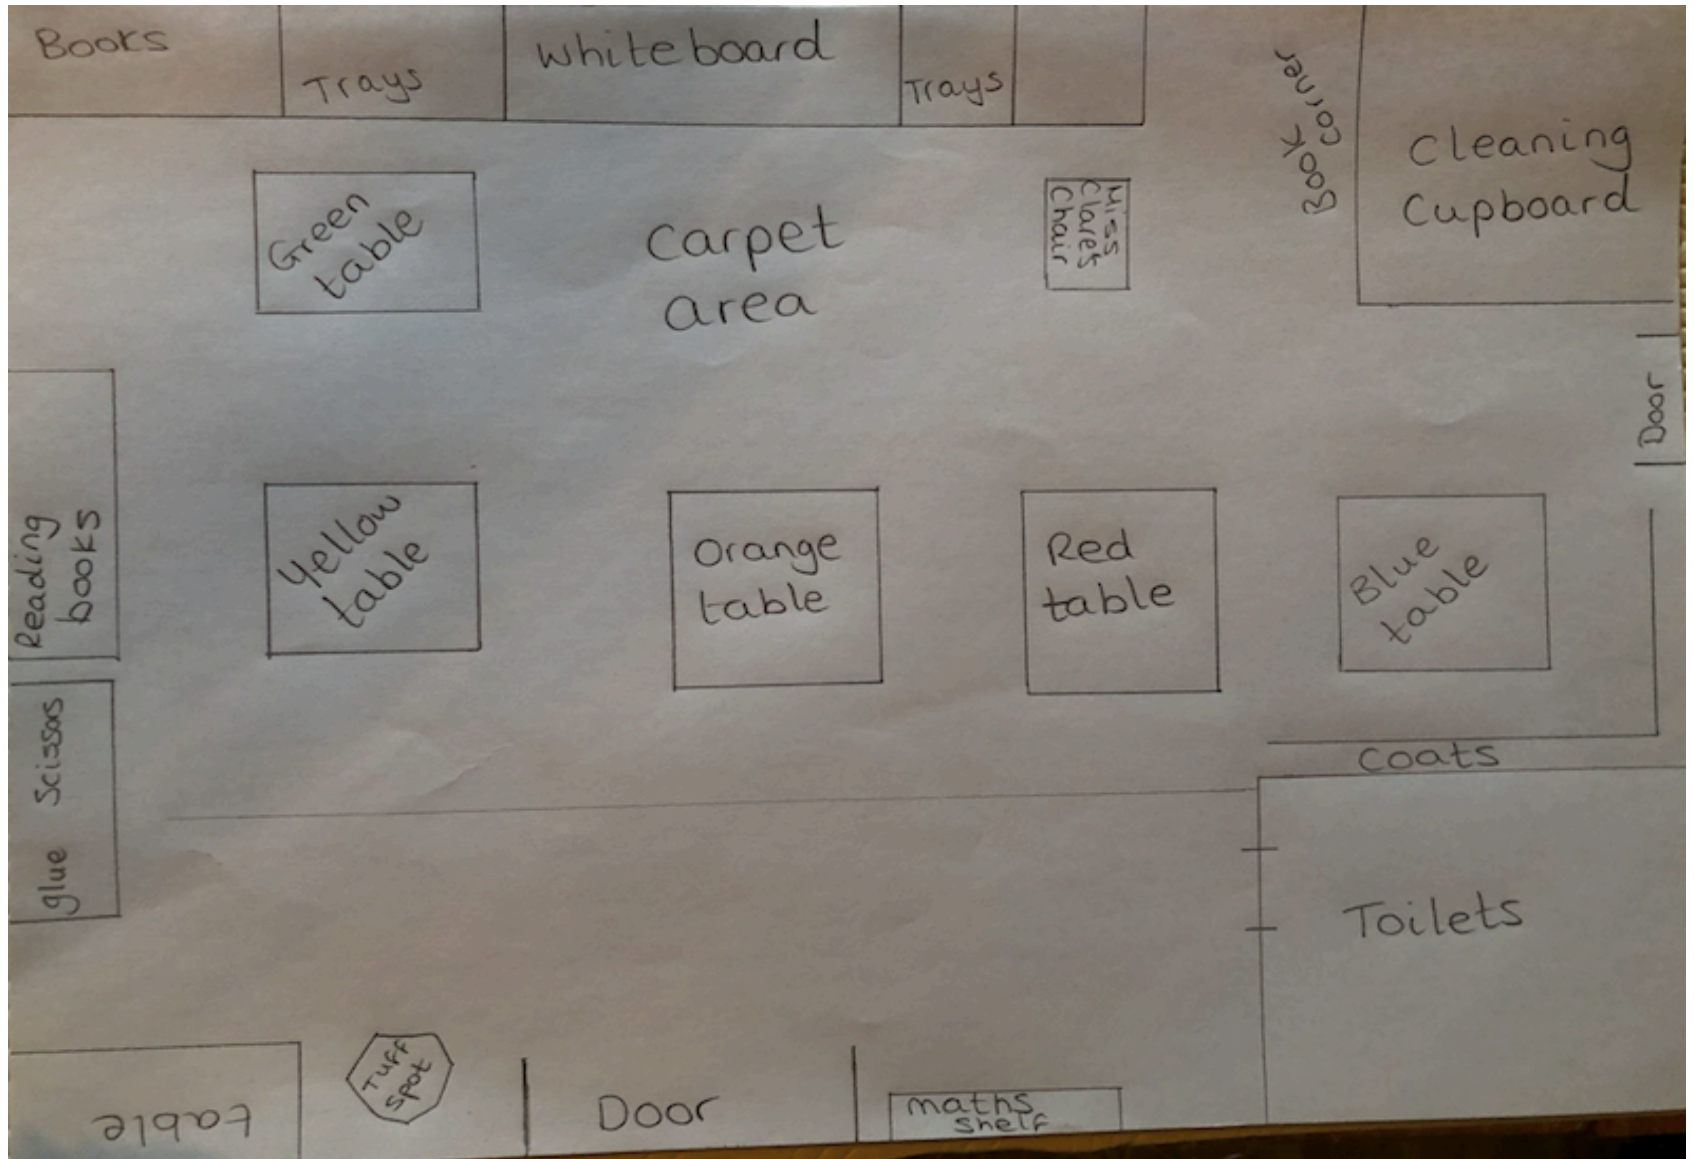 Books
Trays
Whiteboard
Trays
Book
corner
Cleaning
Cupboard
Green
table
Carpet
area
Miss
Clare's
Chair
Door
Reading
books
Yellow
table
Orange
table
Red
table
Blue
table
Coats
glue scissors
Toilets
table
Tuff
spot
Door
maths
shelf